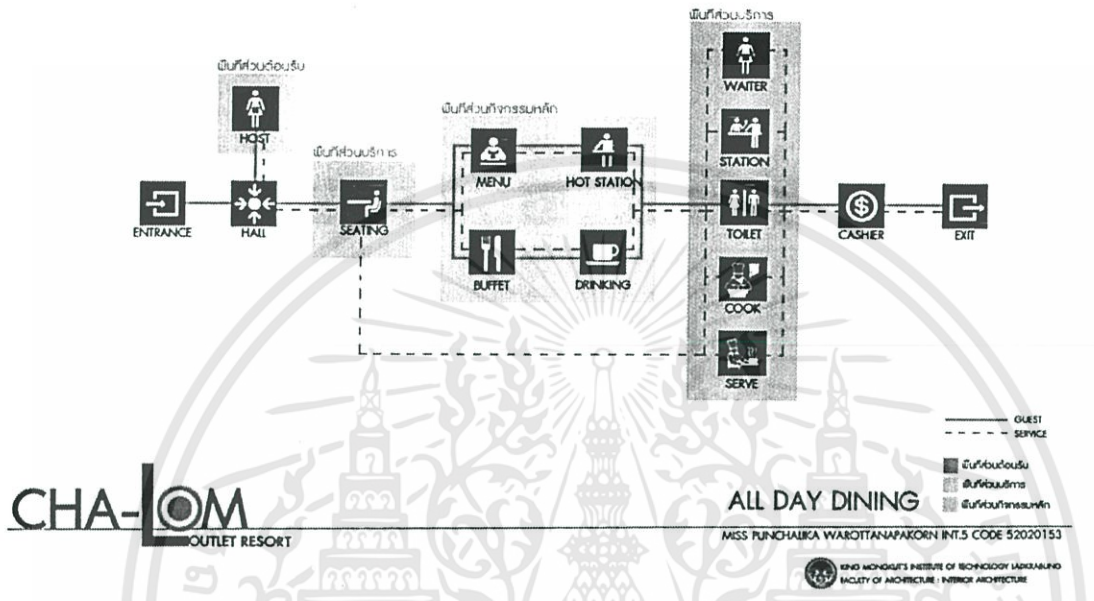 พื้นที่ส่วนบริการ
WAITER
พื้นที่ส่วนต้อนรับ
HOST
พื้นที่ส่วนกิจกรรมหลัก
STATION
พื้นที่ส่วนบริการ
MENU
HOT STATION
ENTRANCE
HALL
SEATING
TOILET
CASHIER
EXIT
BUFFET
DRINKING
COOK
SERVE
GUEST
SERVICE
พื้นที่ส่วนต้อนรับ
พื้นที่ส่วนบริการ
พื้นที่ส่วนกิจกรรมหลัก
CHA-LOM
OUTLET RESORT
ALL DAY DINING
MISS PUNCHALIKA WAROTTANAPAKORN INT.5 CODE 52020153
KING MONGKUT'S INSTITUTE OF TECHNOLOGY LADKRABUNG
FACULTY OF ARCHITECTURE : INTERIOR ARCHITECTURE